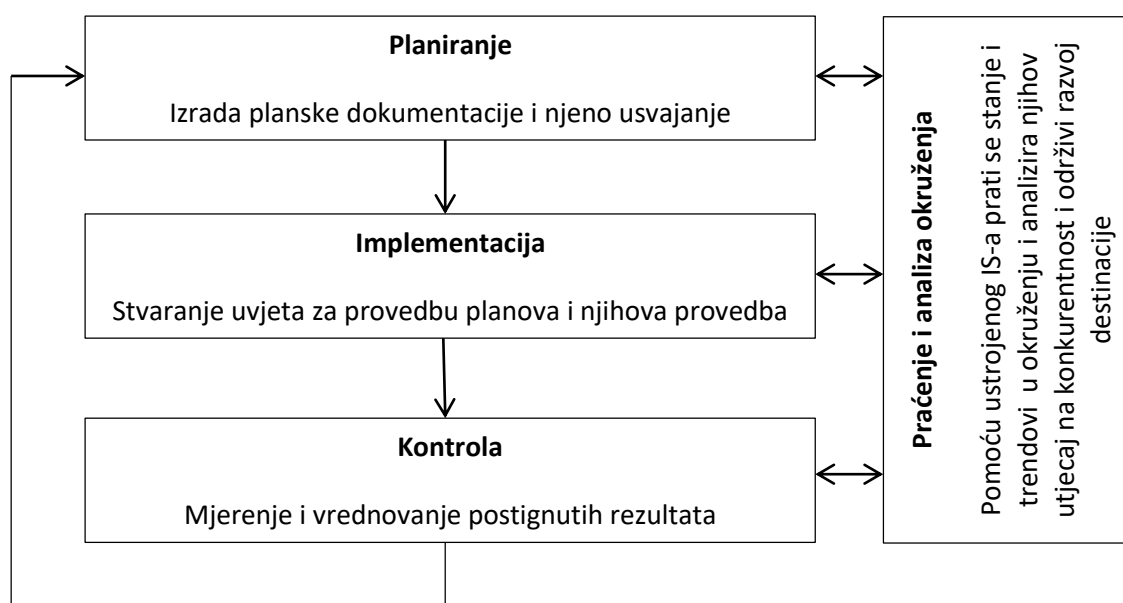 Planiranje
Izrada planske dokumentacije i njeno usvajanje
Implementacija
Stvaranje uvjeta za provedbu planova i njihova provedba
Kontrola
Mjerenje i vrednovanje postignutih rezultata
Praćenje i analiza okruženja
Pomoću ustrojenog IS-a prati se stanje i
trendovi u okruženju i analizira njihov
utjecaj na konkurentnost i održivi razvoj
destinacije